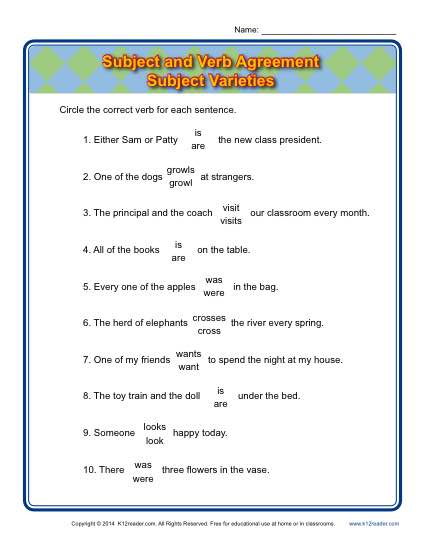 Name: ___________________________
Subject and Verb Agreement
Subject Varieties
Circle the correct verb for each sentence.
1. Either Sam or Patty is are the new class president.
2. One of the dogs growls growl at strangers.
3. The principal and the coach visit visits our classroom every month.
4. All of the books is are on the table.
5. Every one of the apples was were in the bag.
6. The herd of elephants crosses cross the river every spring.
7. One of my friends wants want to spend the night at my house.
8. The toy train and the doll is are under the bed.
9. Someone looks look happy today.
10. There was were three flowers in the vase.
Copyright © 2014 K12reader.com. All Rights Reserved. Free for educational use at home or in classrooms. www.k12reader.com